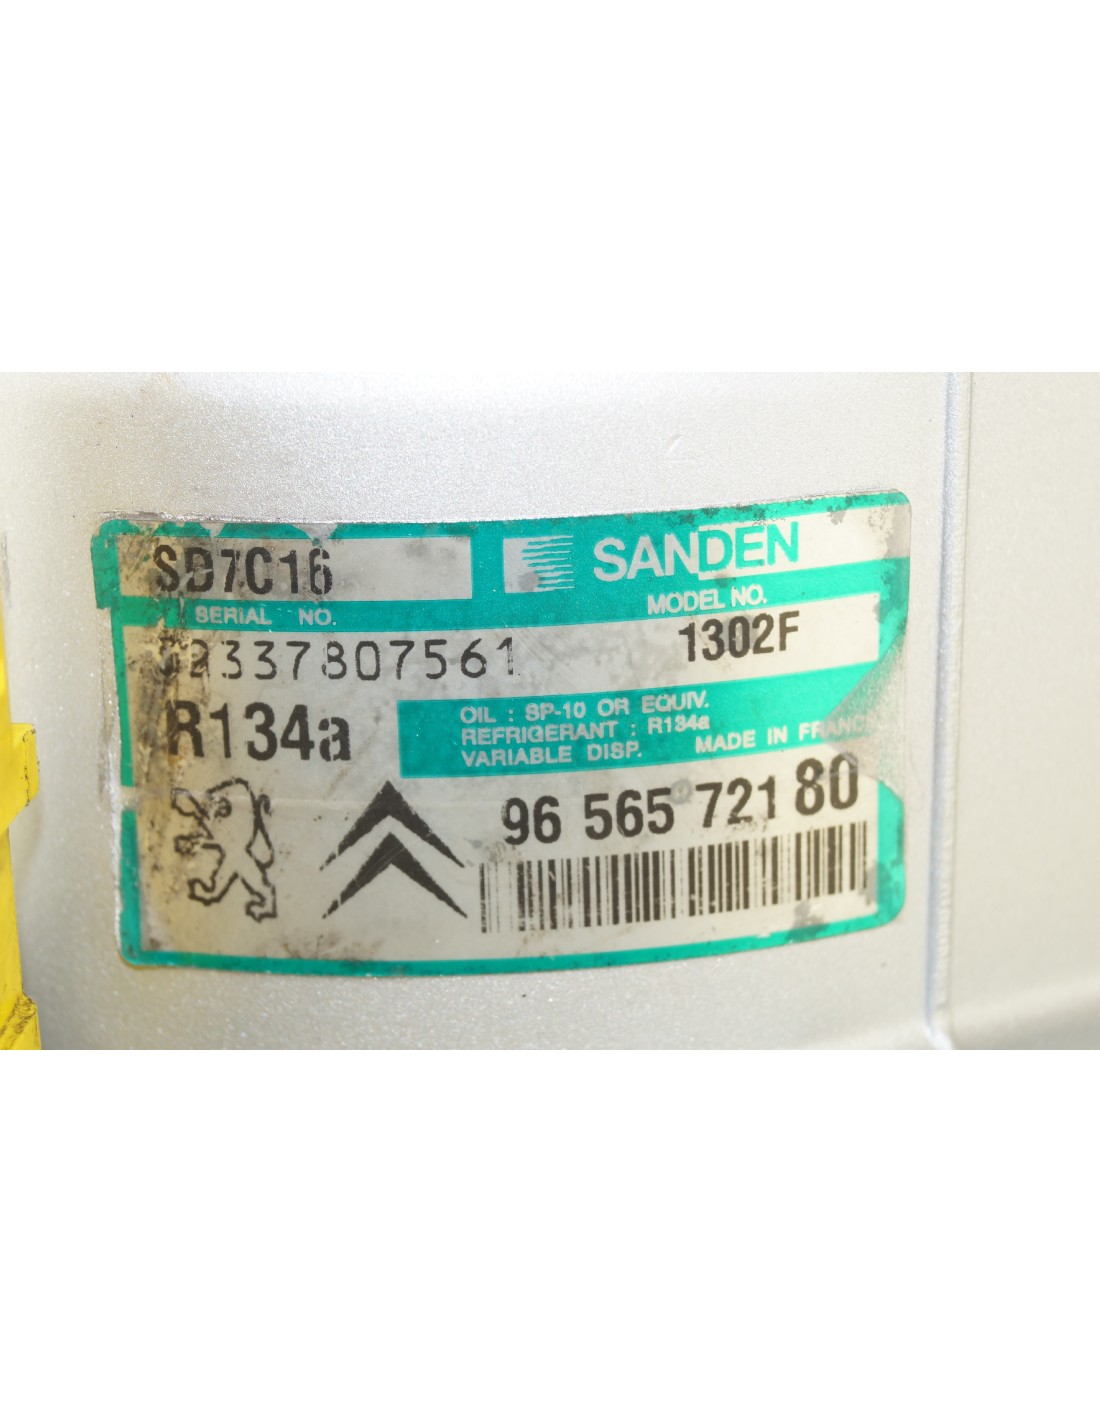 SD7C16
SANDEN
SERIAL NO.
MODEL NO.
1302F
R134a
OIL : SP-10 OR EQUIV.
REFRIGERANT : R134a
VARIABLE DISP. MADE IN FRANCE
96 565 721 80